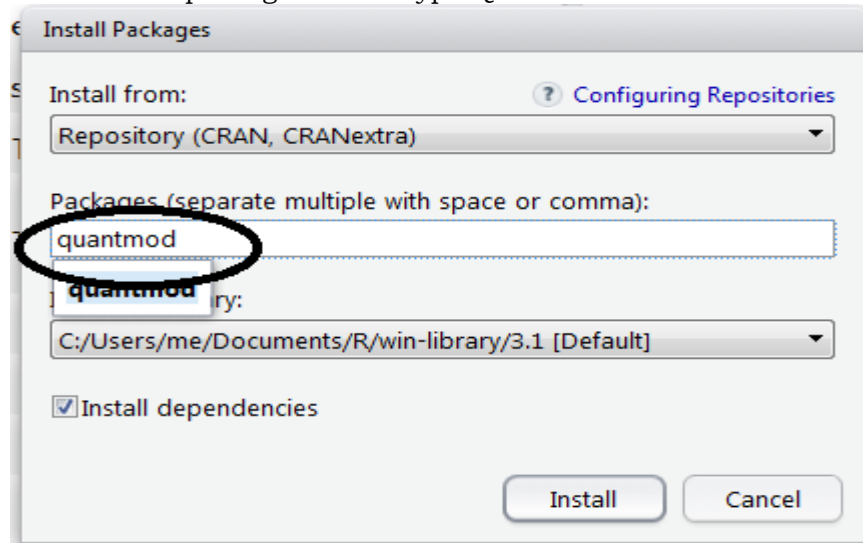 Install Packages
Install from:
Configuring Repositories
Repository (CRAN, CRANextra)
Packages (separate multiple with space or comma):
quantmod
quantmod
ry:
C:/Users/me/Documents/R/win-library/3.1 [Default]
Install dependencies
Install
Cancel